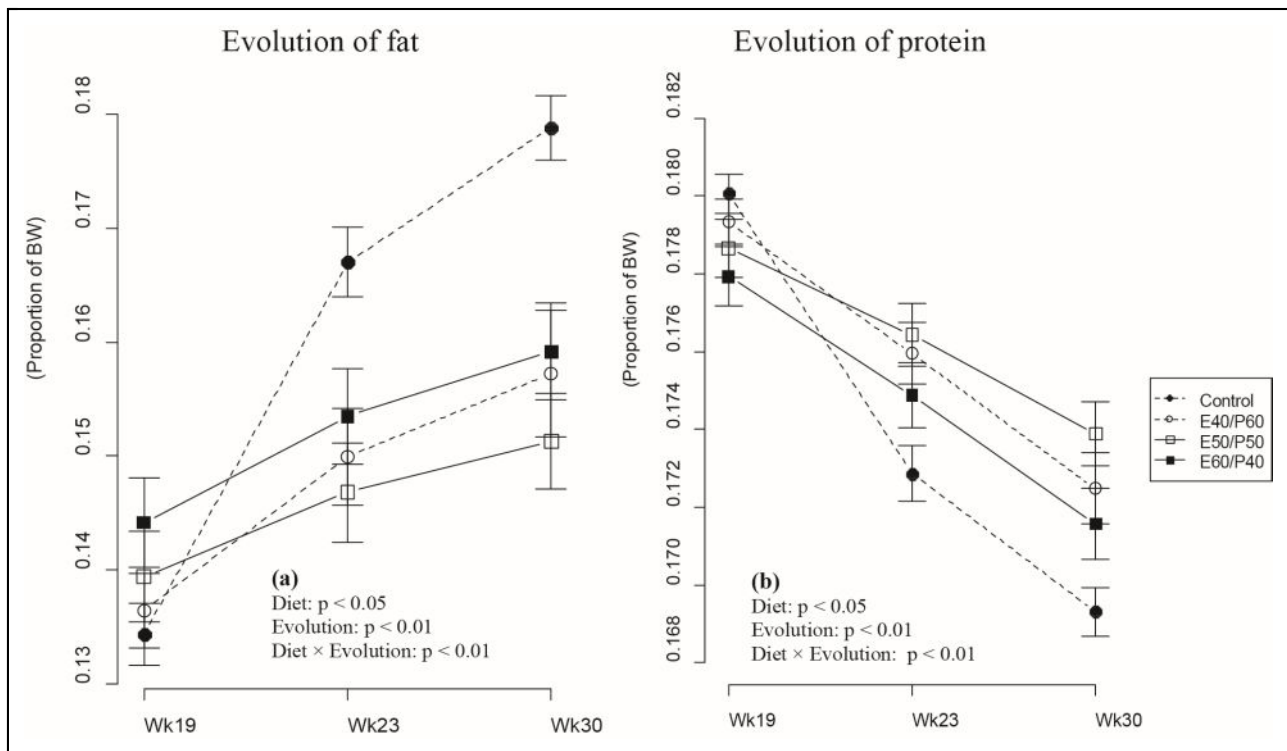 Evolution of fat
(Proportion of BW)
0.18
0.17
0.16
0.15
0.14
0.13
(a)
Diet: p < 0.05
Evolution: p < 0.01
Diet × Evolution: p < 0.01
Wk19
Wk23
Wk30
Evolution of protein
(Proportion of BW)
0.182
0.180
0.178
0.176
0.174
0.172
0.170
0.168
(b)
Diet: p < 0.05
Evolution: p < 0.01
Diet × Evolution: p < 0.01
Wk19
Wk23
Wk30
Control
E40/P60
E50/P50
E60/P40